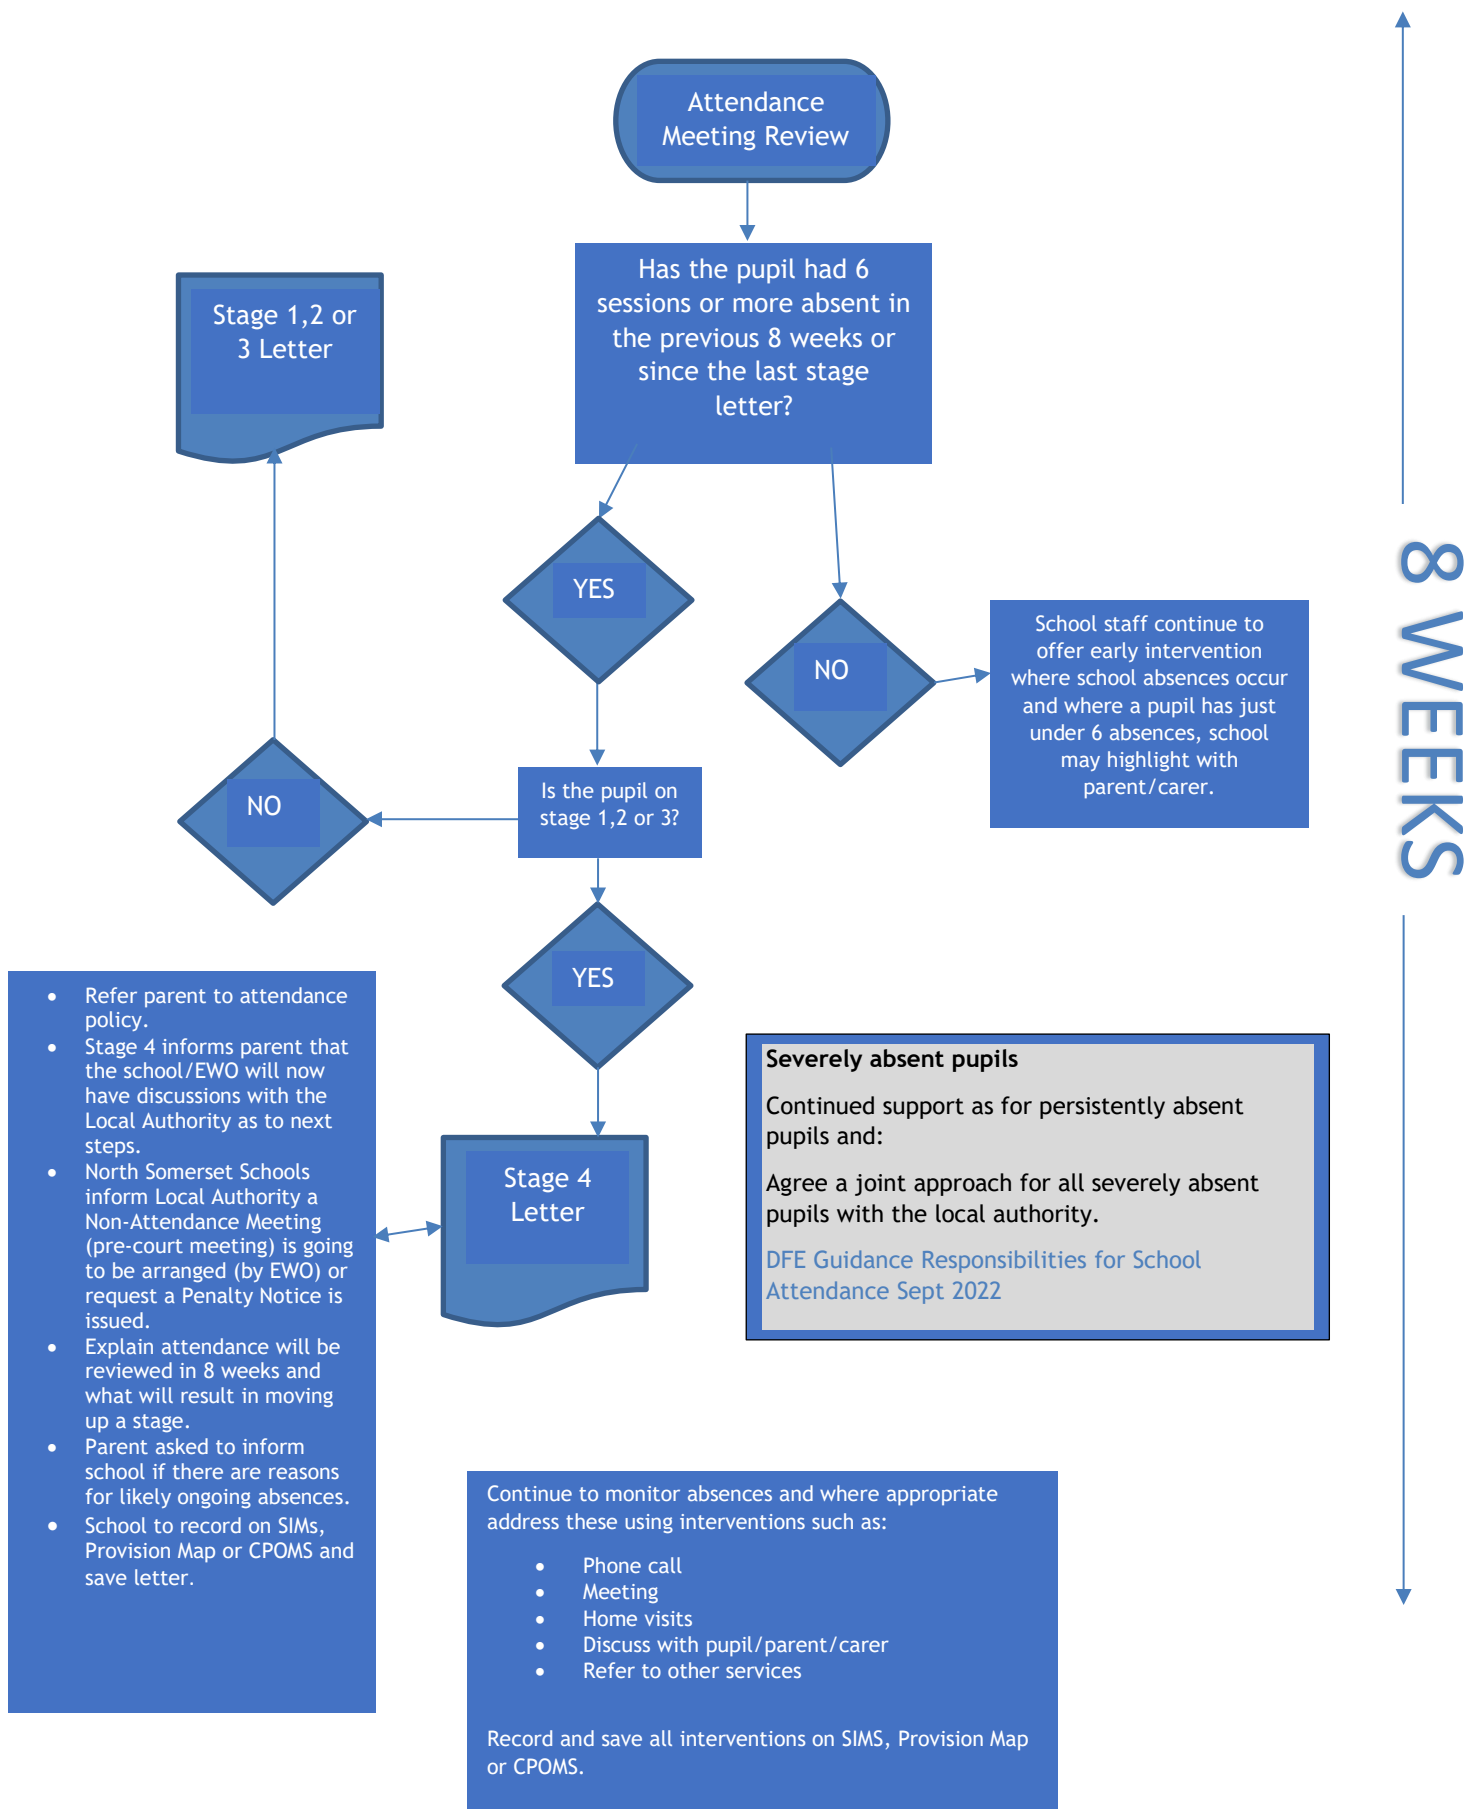 Attendance
Meeting Review
Has the pupil had 6
sessions or more absent in
the previous 8 weeks or
since the last stage
letter?
Stage 1,2 or
3 Letter
YES
NO
School staff continue to
offer early intervention
where school absences occur
and where a pupil has just
under 6 absences, school
may highlight with
parent/carer.
8 WEEKS
NO
Is the pupil on
stage 1,2 or 3?
YES
• Refer parent to attendance
policy.
• Stage 4 informs parent that
the school/EWO will now
have discussions with the
Local Authority as to next
steps.
• North Somerset Schools
inform Local Authority a
Non-Attendance Meeting
(pre-court meeting) is going
to be arranged (by EWO) or
request a Penalty Notice is
issued.
• Explain attendance will be
reviewed in 8 weeks and
what will result in moving
up a stage.
• Parent asked to inform
school if there are reasons
for likely ongoing absences.
• School to record on SIMs,
Provision Map or CPOMS and
save letter.
Stage 4
Letter
Severely absent pupils
Continued support as for persistently absent
pupils and:
Agree a joint approach for all severely absent
pupils with the local authority.
DFE Guidance Responsibilities for School
Attendance Sept 2022
Continue to monitor absences and where appropriate
address these using interventions such as:
• Phone call
• Meeting
• Home visits
• Discuss with pupil/parent/carer
• Refer to other services
Record and save all interventions on SIMS, Provision Map
or CPOMS.